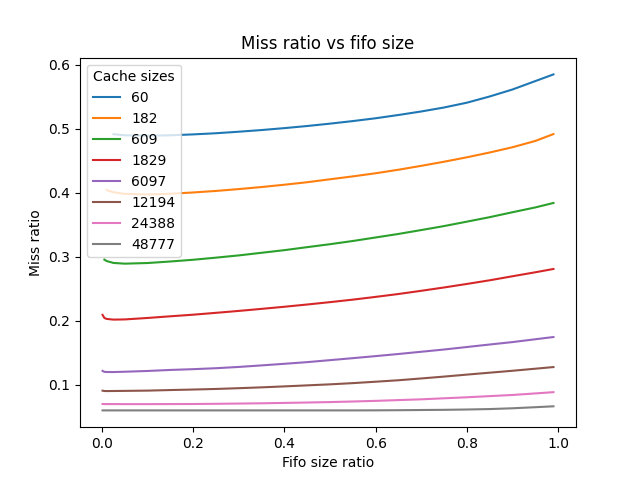 Miss ratio vs fifo size
Cache sizes
60
182
609
1829
6097
12194
24388
48777
0.6
0.5
0.4
0.3
0.2
0.1
Miss ratio
0.0 0.2 0.4 0.6 0.8 1.0
Fifo size ratio